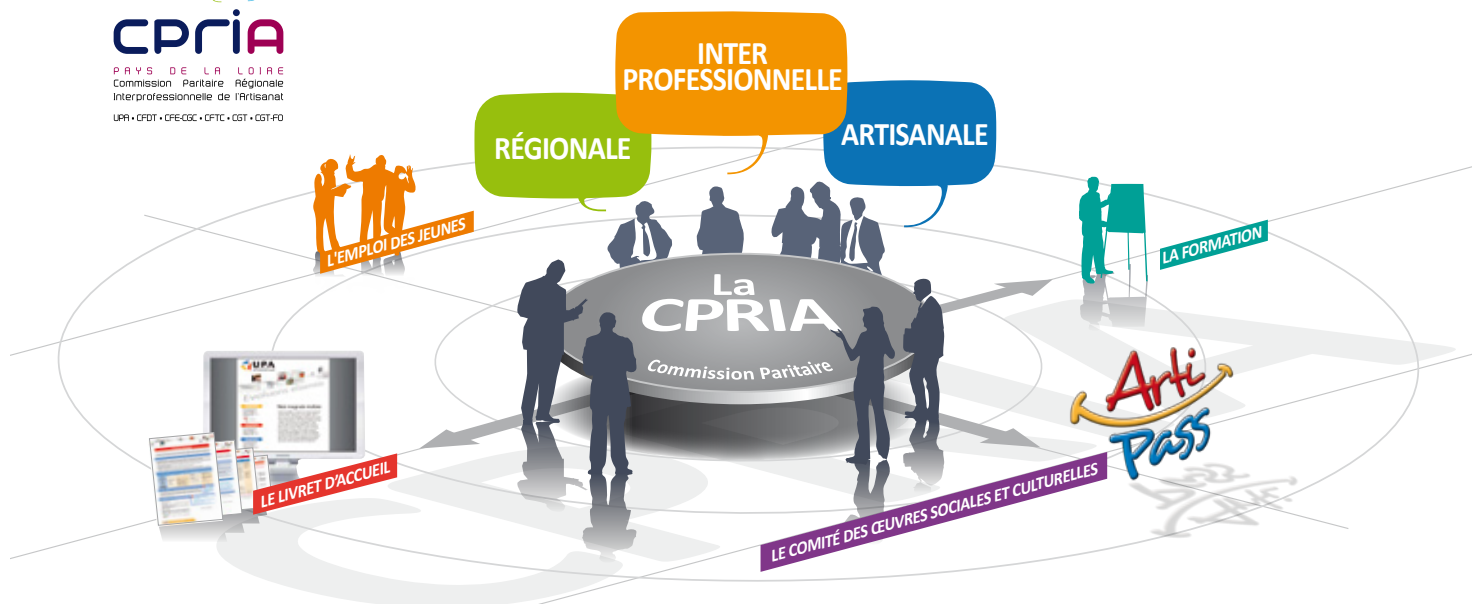 CPriA
PAYS DE LA LOIRE
Commission Paritaire Régionale
Interprofessionnelle de l'Artisanat
UPA • CFDT • CFE-CGC • CFTC • CGT • CGT-FO
INTER
PROFESSIONNELLE
RÉGIONALE
ARTISANALE
L'EMPLOI DES JEUNES
LA FORMATION
La
CPRIA
Commission Paritaire
UPA
Arti
Pass
LE LIVRET D'ACCUEIL
LE COMITÉ DES ŒUVRES SOCIALES ET CULTURELLES